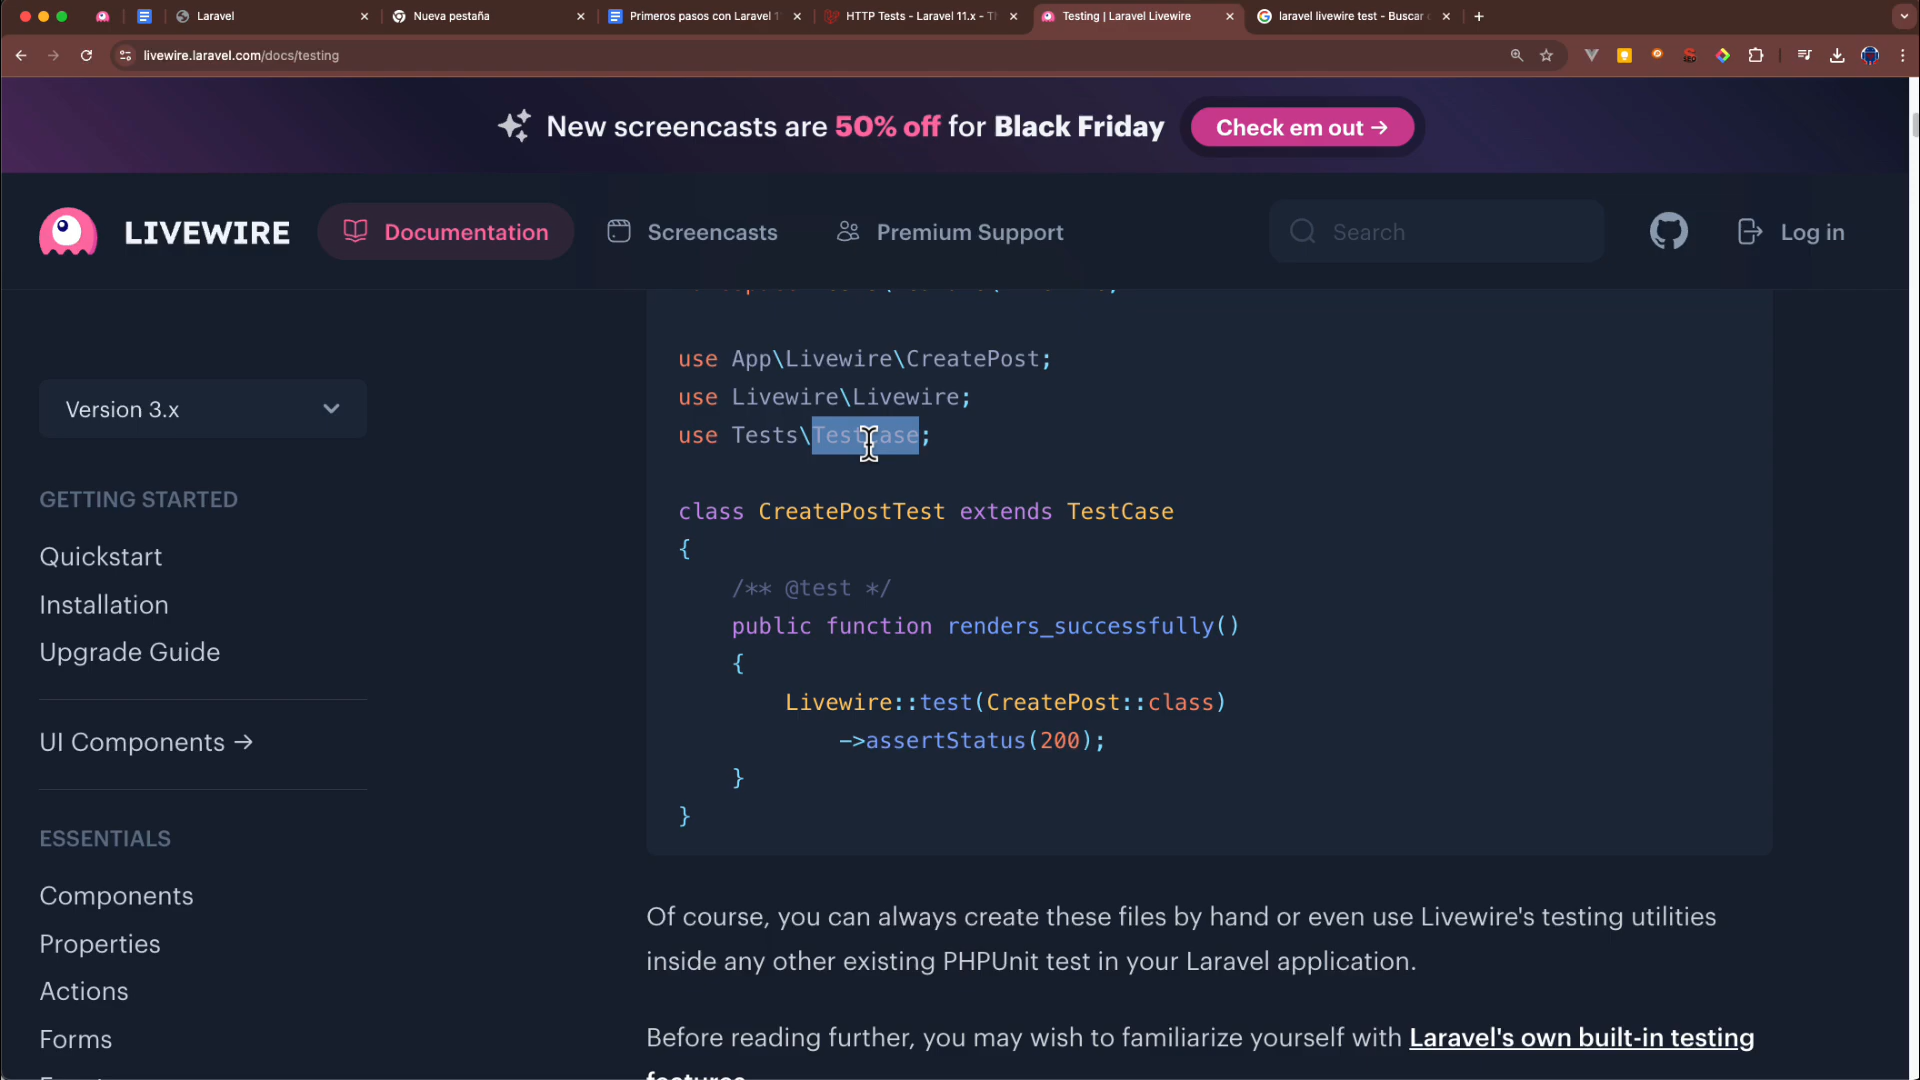 Laravel
Nueva pestaña
Primeros pasos con Laravel 1
HTTP Tests - Laravel 11.x - Th
Testing | Laravel Livewire
laravel livewire test - Buscar c
livewire.laravel.com/docs/testing
New screencasts are 50% off for Black Friday
Check em out →
LIVEWIRE
Documentation
Screencasts
Premium Support
Search
Log in
Version 3.x
GETTING STARTED
Quickstart
Installation
Upgrade Guide
UI Components →
ESSENTIALS
Components
Properties
Actions
Forms
use App\Livewire\CreatePost;
use Livewire\Livewire;
use Tests\TestCase;
class CreatePostTest extends TestCase
{
/** @test */
public function renders_successfully()
{
Livewire::test(CreatePost::class)
->assertStatus(200);
}
}
Of course, you can always create these files by hand or even use Livewire's testing utilities
inside any other existing PHPUnit test in your Laravel application.
Before reading further, you may wish to familiarize yourself with Laravel's own built-in testing
features